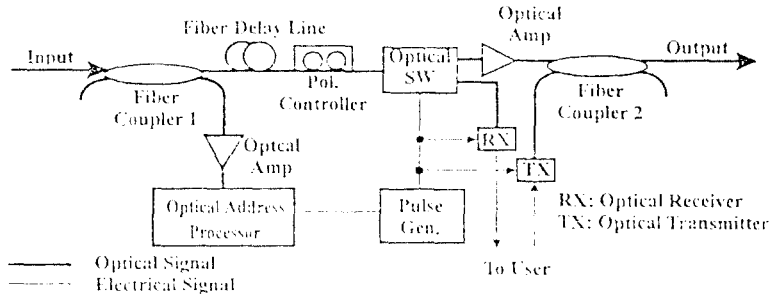 Optical
Amp
Fiber Delay Line
Input
Output
Optical
SW
Pol.
Controller
Fiber
Coupler 1
Fiber
Coupler 2
Optcal
Amp
RX
TX
Optical Address
Processor
Pulse
Gen.
RX: Optical Receiver
TX: Optical Transmitter
To User
Optical Signal
Electrical Signal